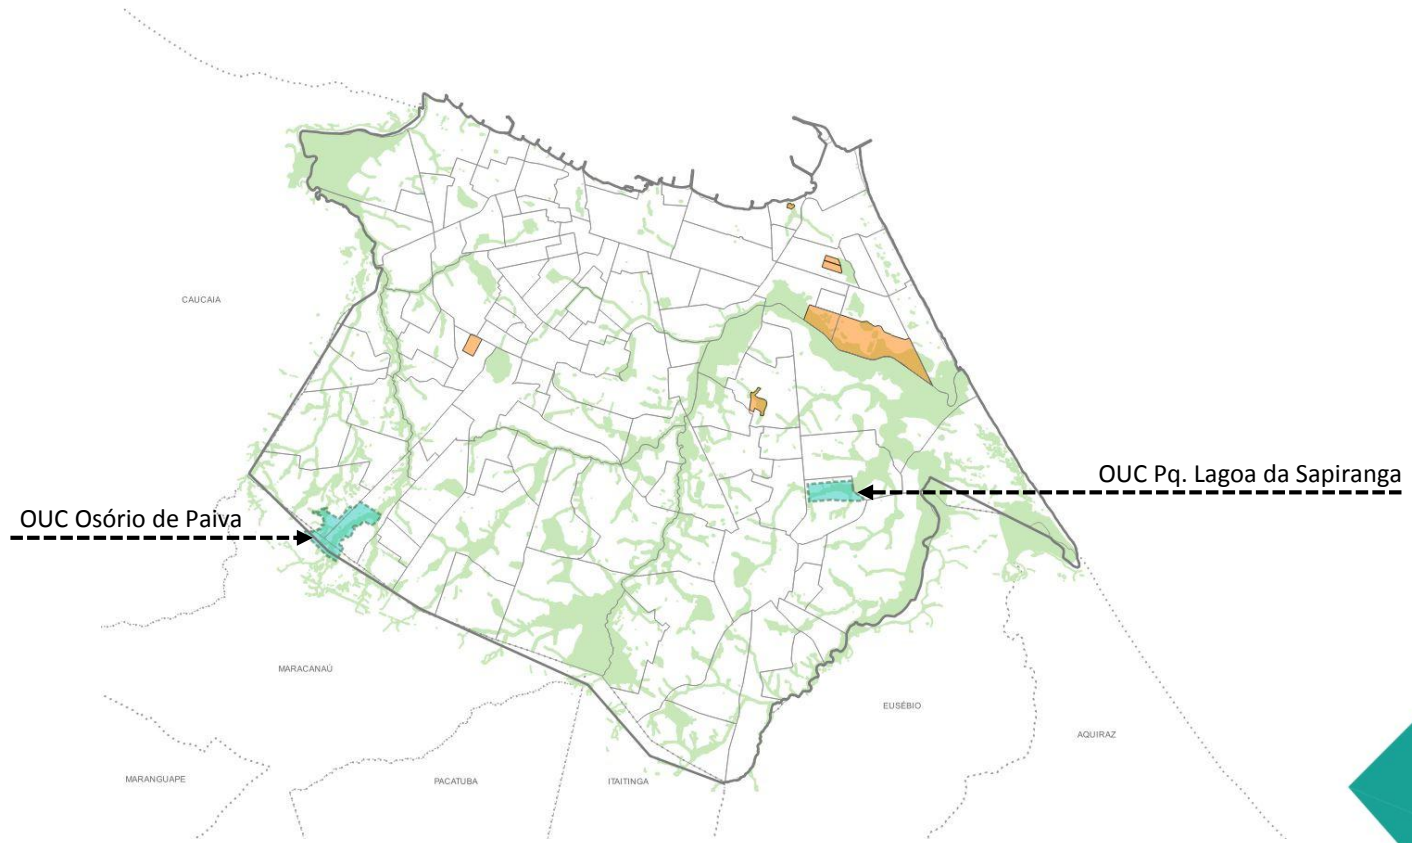 CAUCAIA
OUC Pq. Lagoa da Sapiranga
OUC Osório de Paiva
MARACANAÚ
EUSÉBIO
AQUIRAZ
MARANGUAPE
PACATUBA
ITAITINGA